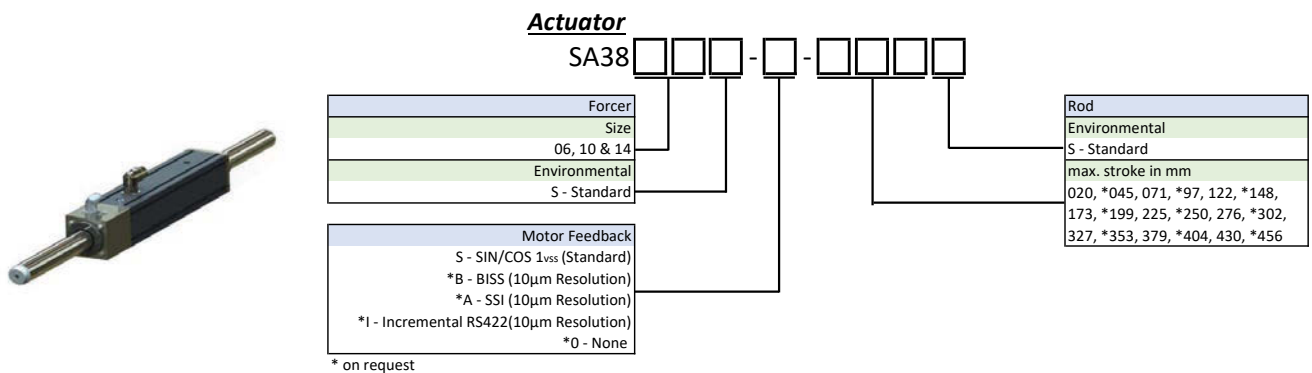 Actuator
SA38 - -
Forcer
Size
06, 10 & 14
Environmental
S - Standard
Motor Feedback
S - SIN/COS 1vss (Standard)
*B - BISS (10µm Resolution)
*A - SSI (10µm Resolution)
*I - Incremental RS422(10µm Resolution)
*0 - None
* on request
Rod
Environmental
S - Standard
max. stroke in mm
020, *045, 071, *97, 122, *148,
173, *199, 225, *250, 276, *302,
327, *353, 379, *404, 430, *456